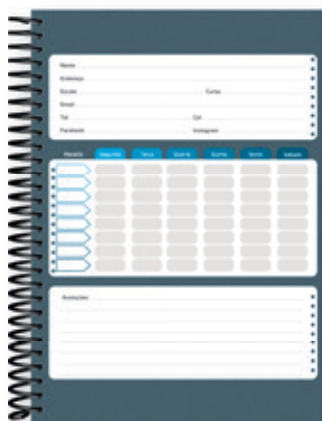 Nome
Endereço
Escola Curso
Email
Tel Cel
Facebook Instagram
Horário Segunda Terça Quarta Quinta Sexta Sábado
Anotações